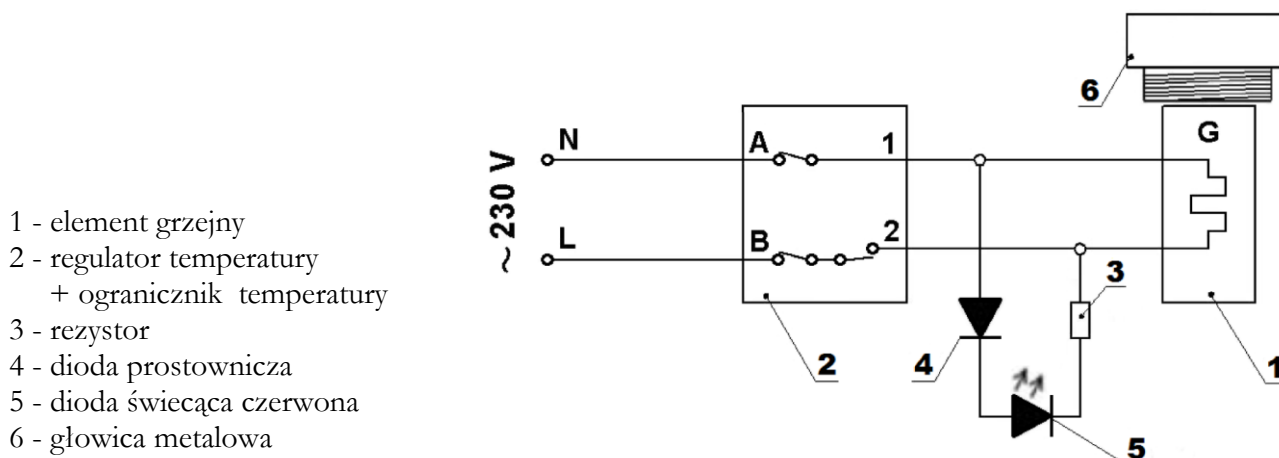 6
G
N
A
1
~230 V
L
B
2
3
2
4
1
5
1 - element grzejny
2 - regulator temperatury
+ ogranicznik temperatury
3 - rezystor
4 - dioda prostownicza
5 - dioda świecąca czerwona
6 - głowica metalowa